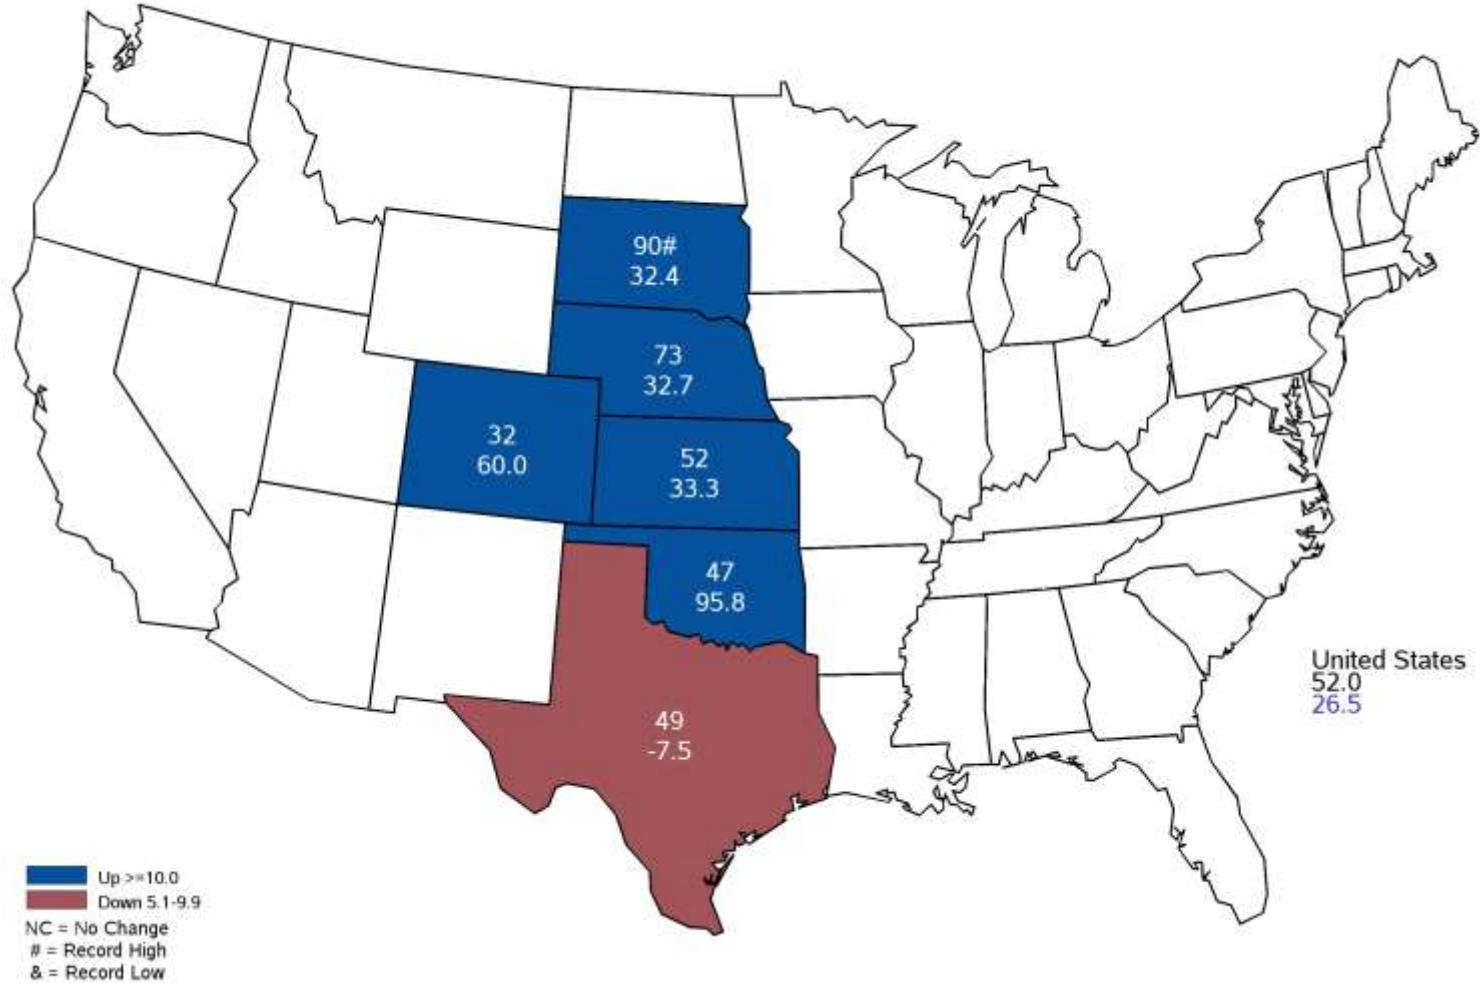 90#
32.4
73
32.7
32
60.0
52
33.3
47
95.8
49
-7.5
United States
52.0
26.5
Up >=10.0
Down 5.1-9.9
NC = No Change
# = Record High
& = Record Low